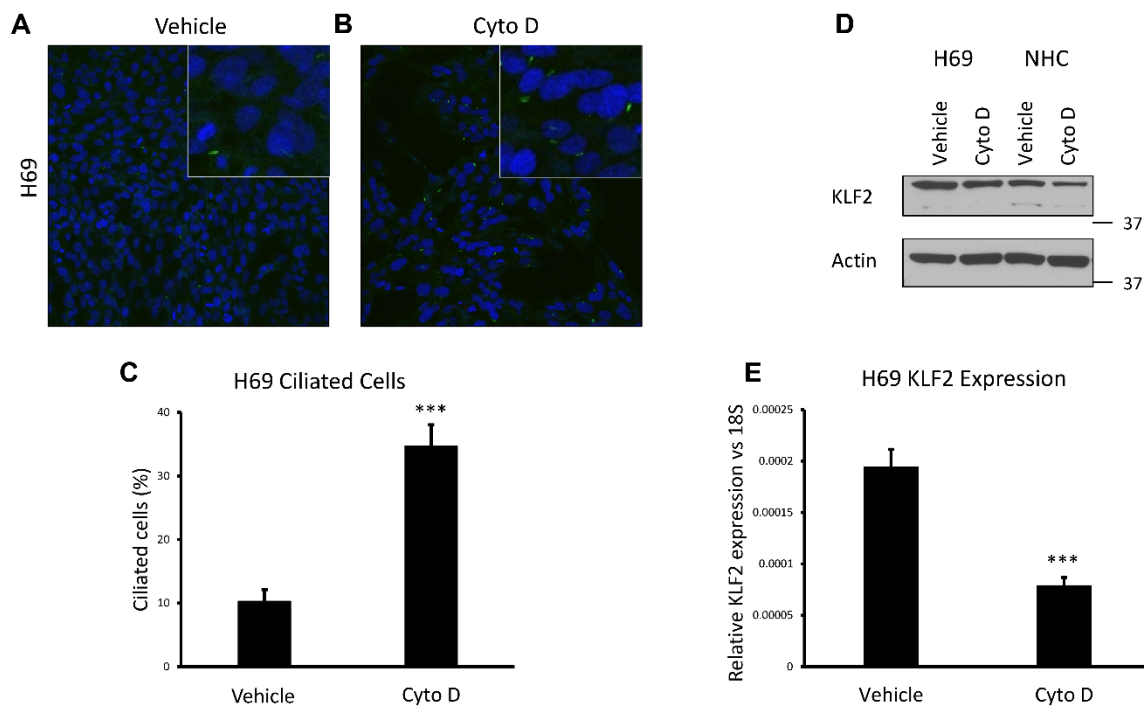 A
Vehicle
B
Cyto D
H69
D
H69 NHC
Vehicle
Cyto D
Vehicle
Cyto D
KLF2
37
Actin
37
C
H69 Ciliated Cells
Ciliated cells (%)
40
30
20
10
0
***
Vehicle
Cyto D
E
H69 KLF2 Expression
Relative KLF2 expression vs 18S
0.00025
0.0002
0.00015
0.0001
0.00005
0
***
Vehicle
Cyto D